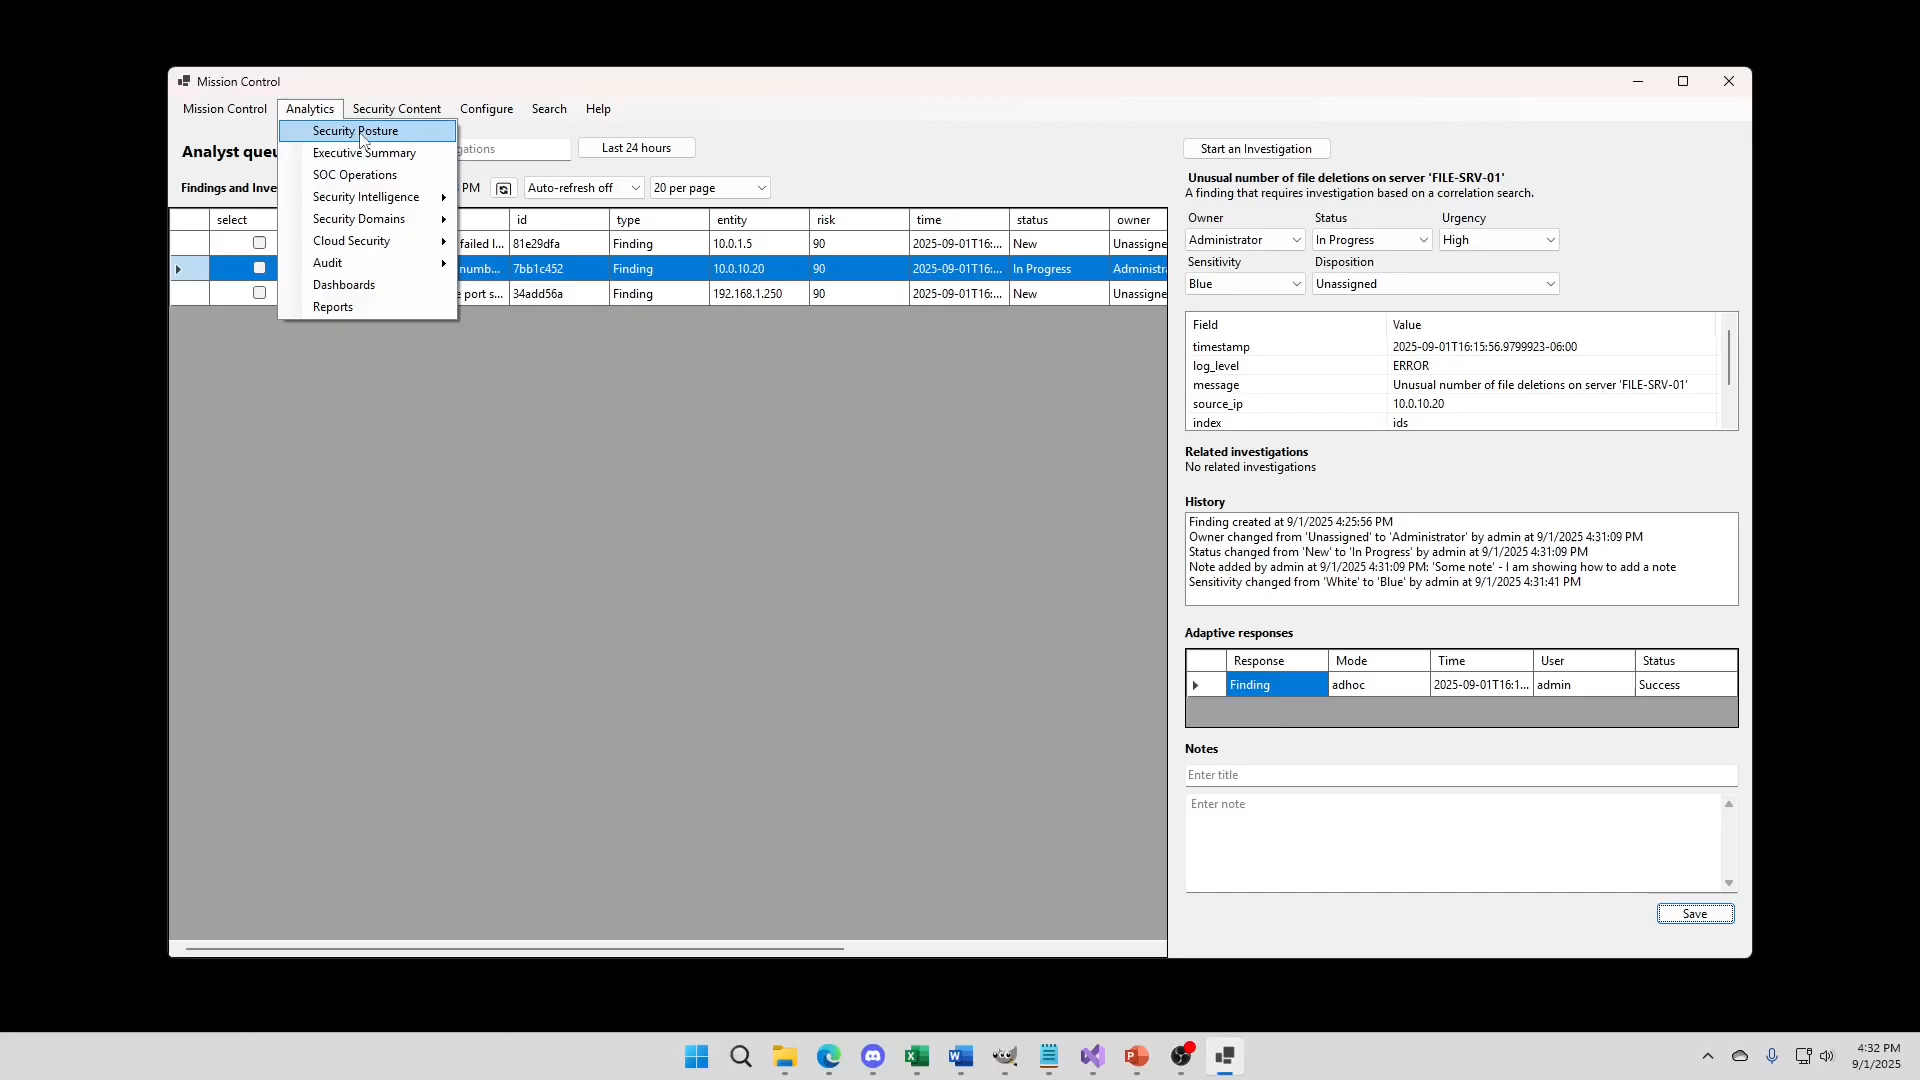 Mission Control
Mission Control Analytics Security Content Configure Search Help
Security Posture
Executive Summary
SOC Operations
Security Intelligence
Security Domains
Cloud Security
Audit
Dashboards
Reports
Analyst queu
gations
Last 24 hours
Findings and Inve
PM
Auto-refresh off
20 per page
select id type entity risk time status owner
failed l... 81e29dfa Finding 10.0.1.5 90 2025-09-01T16:... New Unassigne
numb... 7bb1c452 Finding 10.0.10.20 90 2025-09-01T16:... In Progress Administra
port s... 34add56a Finding 192.168.1.250 90 2025-09-01T16:... New Unassigne
Start an Investigation
Unusual number of file deletions on server 'FILE-SRV-01'
A finding that requires investigation based on a correlation search.
Owner Status Urgency
Administrator In Progress High
Sensitivity Disposition
Blue Unassigned
Field Value
timestamp 2025-09-01T16:15:56.9799923-06:00
log_level ERROR
message Unusual number of file deletions on server 'FILE-SRV-01'
source_ip 10.0.10.20
index ids
Related investigations
No related investigations
History
Finding created at 9/1/2025 4:25:56 PM
Owner changed from 'Unassigned' to 'Administrator' by admin at 9/1/2025 4:31:09 PM
Status changed from 'New' to 'In Progress' by admin at 9/1/2025 4:31:09 PM
Note added by admin at 9/1/2025 4:31:09 PM: 'Some note' - I am showing how to add a note
Sensitivity changed from 'White' to 'Blue' by admin at 9/1/2025 4:31:41 PM
Adaptive responses
Response Mode Time User Status
Finding adhoc 2025-09-01T16:1... admin Success
Notes
Enter title
Enter note
Save
4:32 PM
9/1/2025